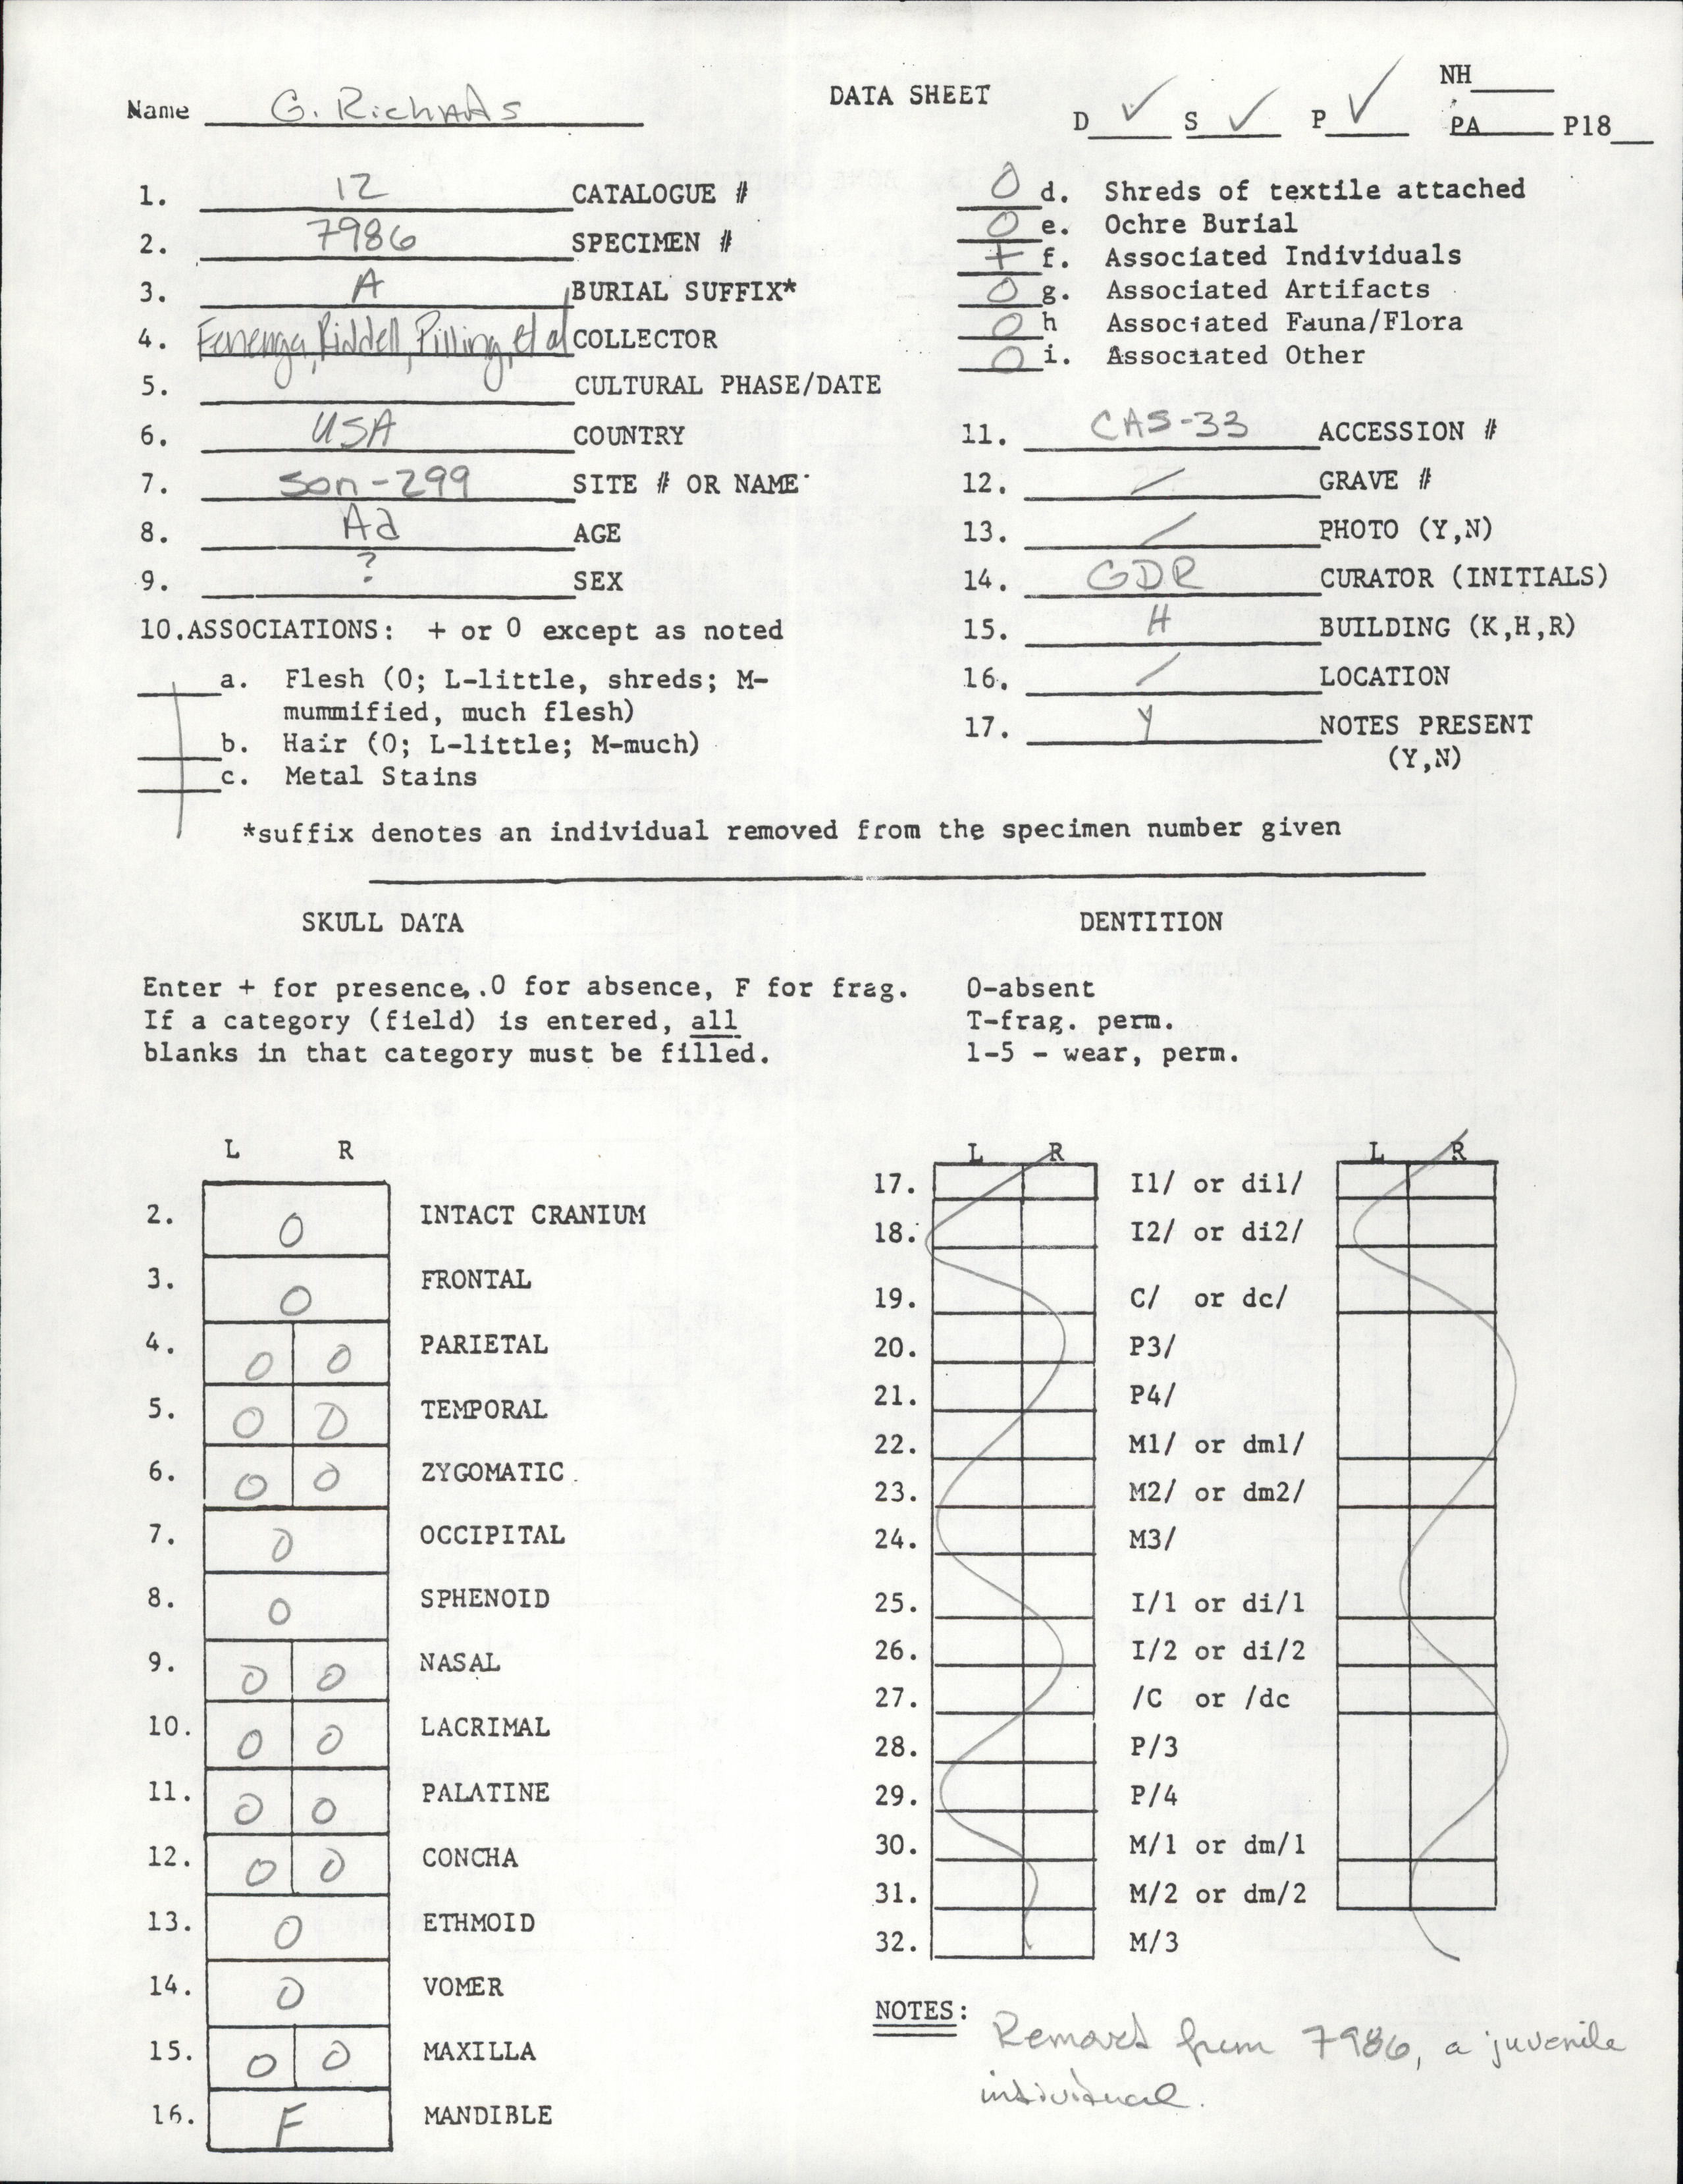 Name G. Richards
DATA SHEET
NH
D ✓ S ✓ P ✓ PA P18
1. 12 CATALOGUE #
2. 7986 SPECIMEN #
3. A BURIAL SUFFIX*
4. Fenenga, Riddell, Pilling, et al COLLECTOR
5. CULTURAL PHASE/DATE
6. USA COUNTRY
7. Son-299 SITE # OR NAME
8. Ad AGE
9. ? SEX
10. ASSOCIATIONS: + or 0 except as noted
a. Flesh (0; L-little, shreds; M-
mummified, much flesh)
b. Hair (0; L-little; M-much)
c. Metal Stains
0 d. Shreds of textile attached
0 e. Ochre Burial
+ f. Associated Individuals
0 g. Associated Artifacts
0 h Associated Fauna/Flora
0 i. Associated Other
11. CAS-33 ACCESSION #
12. / GRAVE #
13. / PHOTO (Y,N)
14. GDR CURATOR (INITIALS)
15. H BUILDING (K,H,R)
16. / LOCATION
17. Y NOTES PRESENT
(Y,N)
*suffix denotes an individual removed from the specimen number given
SKULL DATA
Enter + for presence, .0 for absence, F for frag.
If a category (field) is entered, all
blanks in that category must be filled.
L R
2. 0 INTACT CRANIUM
3. 0 FRONTAL
4. 0 0 PARIETAL
5. 0 0 TEMPORAL
6. 0 0 ZYGOMATIC
7. 0 OCCIPITAL
8. 0 SPHENOID
9. 0 0 NASAL
10. 0 0 LACRIMAL
11. 0 0 PALATINE
12. 0 0 CONCHA
13. 0 ETHMOID
14. 0 VOMER
15. 0 0 MAXILLA
16. F MANDIBLE
DENTITION
0-absent
T-frag. perm.
1-5 - wear, perm.
L R L R
17. I1/ or di1/
18. I2/ or di2/
19. C/ or dc/
20. P3/
21. P4/
22. M1/ or dm1/
23. M2/ or dm2/
24. M3/
25. I/1 or di/1
26. I/2 or di/2
27. /C or /dc
28. P/3
29. P/4
30. M/1 or dm/1
31. M/2 or dm/2
32. M/3
NOTES: Removed from 7986, a juvenile
individual.